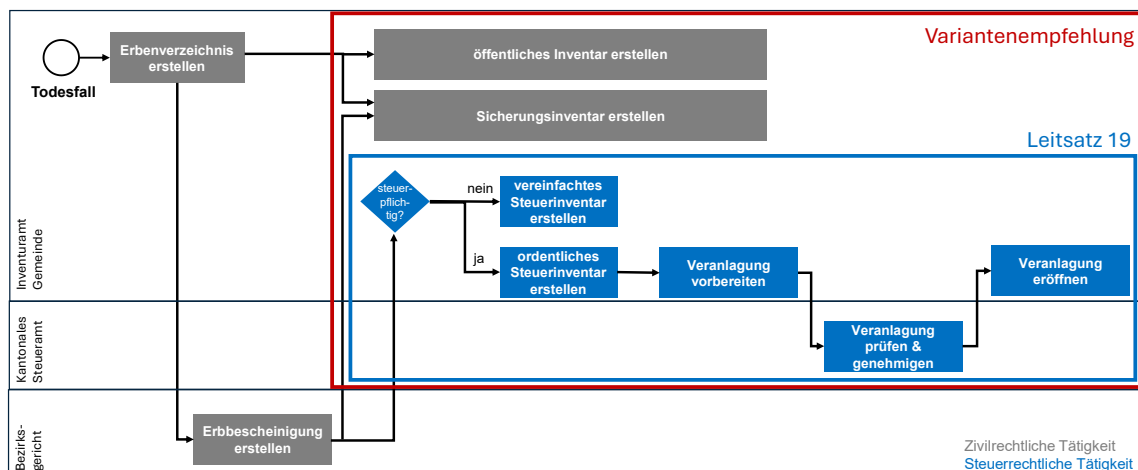 Variantenempfehlung
Erbenverzeichnis
erstellen
öffentliches Inventar erstellen
Todesfall
Sicherungsinventar erstellen
Leitsatz 19
steuer-
pflich-
tig?
nein
vereinfachtes
Steuerinventar
erstellen
ja
ordentliches
Steuerinventar
erstellen
Veranlagung
vorbereiten
Veranlagung
eröffnen
Inventuramt
Gemeinde
Veranlagung
prüfen &
genehmigen
Kantonales
Steueramt
Erbbescheinigung
erstellen
Bezirks-
gericht
Zivilrechtliche Tätigkeit
Steuerrechtliche Tätigkeit